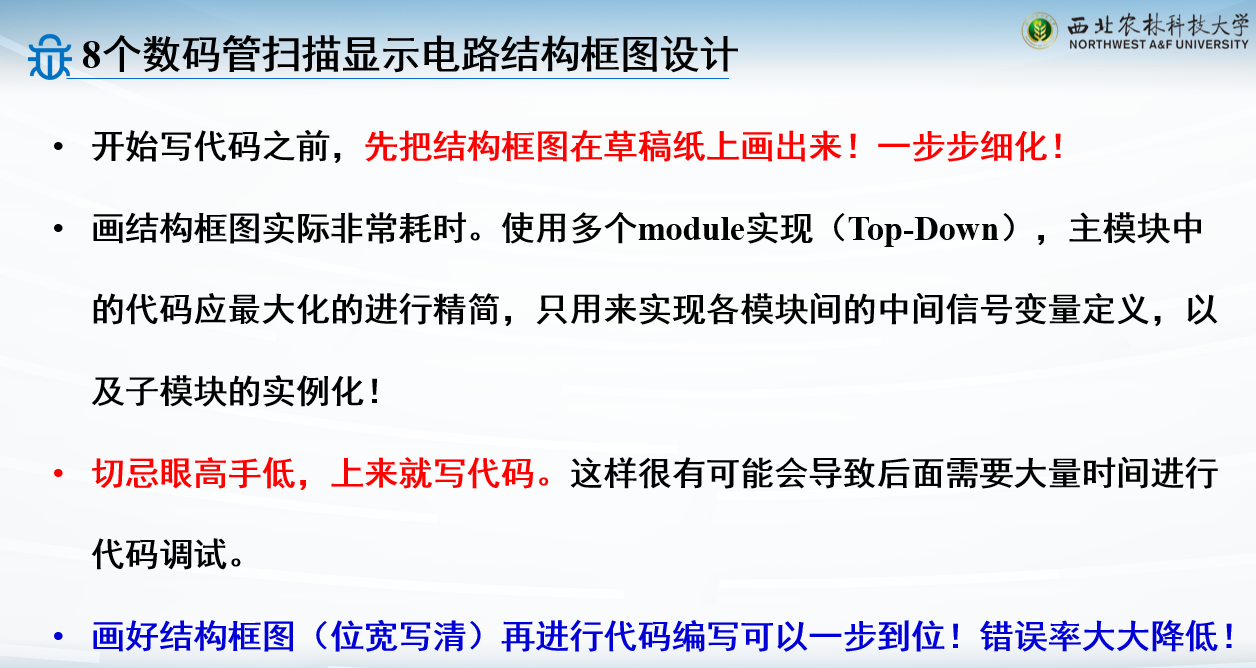 8个数码管扫描显示电路结构框图设计
西北农林科技大学
NORTHWEST A&F UNIVERSITY
• 开始写代码之前，先把结构框图在草稿纸上画出来！一步步细化！
• 画结构框图实际非常耗时。使用多个module实现（Top-Down），主模块中
的代码应最大化的进行精简，只用来实现各模块间的中间信号变量定义，以
及子模块的实例化！
• 切忌眼高手低，上来就写代码。这样很有可能会导致后面需要大量时间进行
代码调试。
• 画好结构框图（位宽写清）再进行代码编写可以一步到位！错误率大大降低！